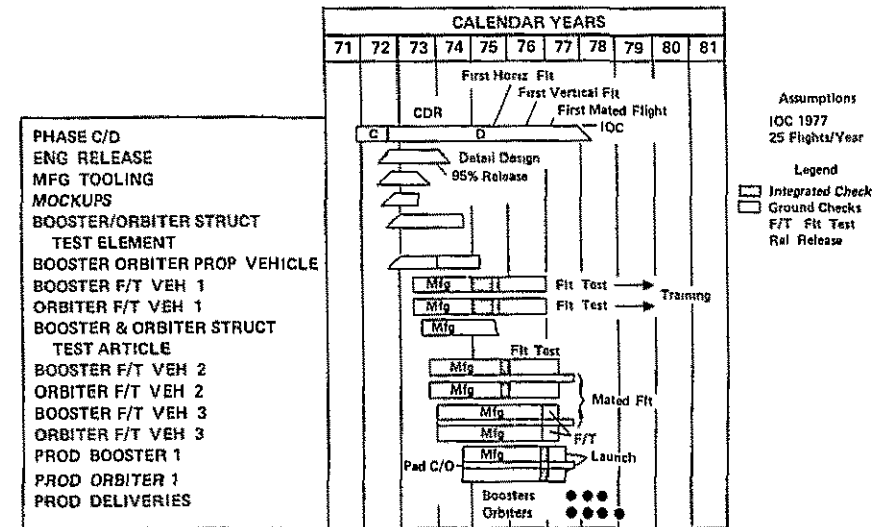 CALENDAR YEARS
71 72 73 74 75 76 77 78 79 80 81
First Horiz Flt
First Vertical Flt
First Mated Flight
CDR
IOC
PHASE C/D
C
D
ENG RELEASE
Detail Design
95% Release
MFG TOOLING
MOCKUPS
BOOSTER/ORBITER STRUCT
TEST ELEMENT
BOOSTER ORBITER PROP VEHICLE
BOOSTER F/T VEH 1
Mfg
Flt Test
ORBITER F/T VEH 1
Mfg
Flt Test
Training
BOOSTER & ORBITER STRUCT
TEST ARTICLE
Mfg
Flt Test
BOOSTER F/T VEH 2
Mfg
ORBITER F/T VEH 2
Mfg
Mated Flt
BOOSTER F/T VEH 3
Mfg
ORBITER F/T VEH 3
Mfg
F/T
PROD BOOSTER 1
Mfg
Launch
Pad C/O
PROD ORBITER 1
PROD DELIVERIES
Boosters
Orbiters
Assumptions
IOC 1977
25 Flights/Year
Legend
Integrated Check
Ground Checks
F/T Flt Test
Rel Release